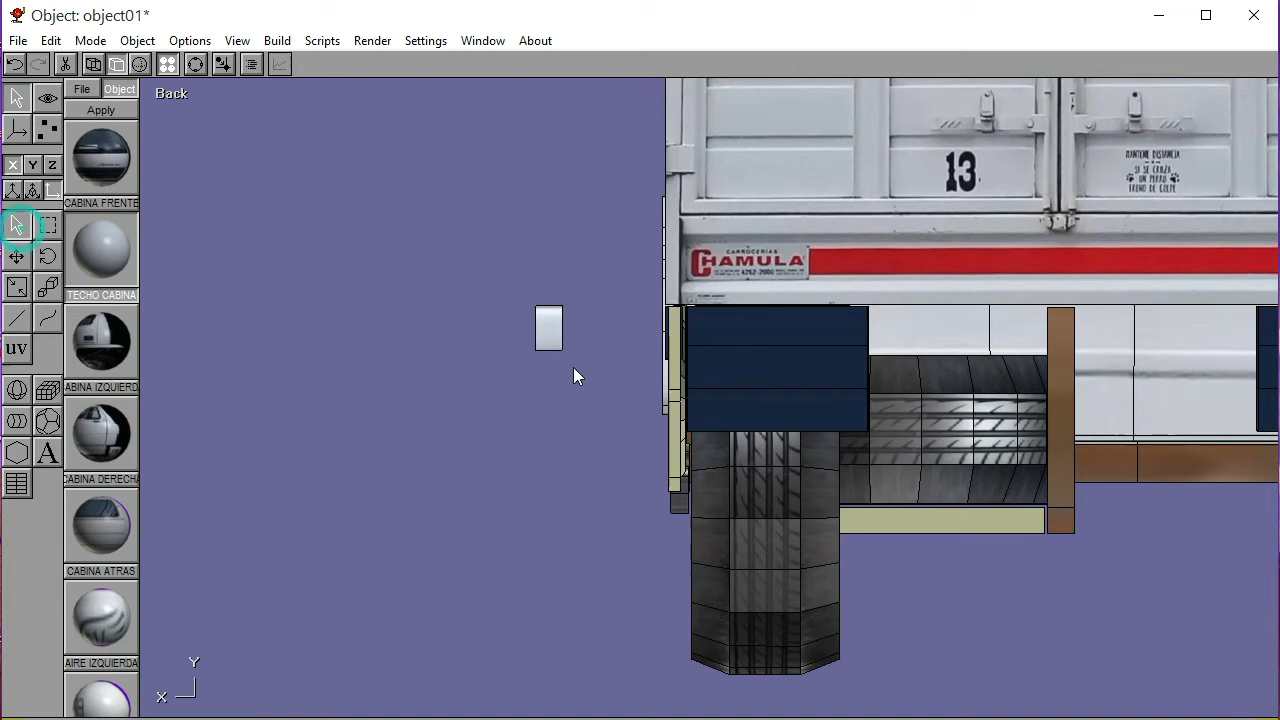 Object: object01*
File Edit Mode Object Options View Build Scripts Render Settings Window About
File Object
Apply
Back
X Y Z
CABINA FRENTE
TECHO CABINA
uv
ABINA IZQUIERD
A
CABINA DERECHA
CABINA ATRAS
AIRE IZQUIERDA
13
MANTENE DISTANCIA
SI SE CRUZA
UN PERRO
FRENO DE GOLPE
CARROCERIAS
CHAMULA
Y
X